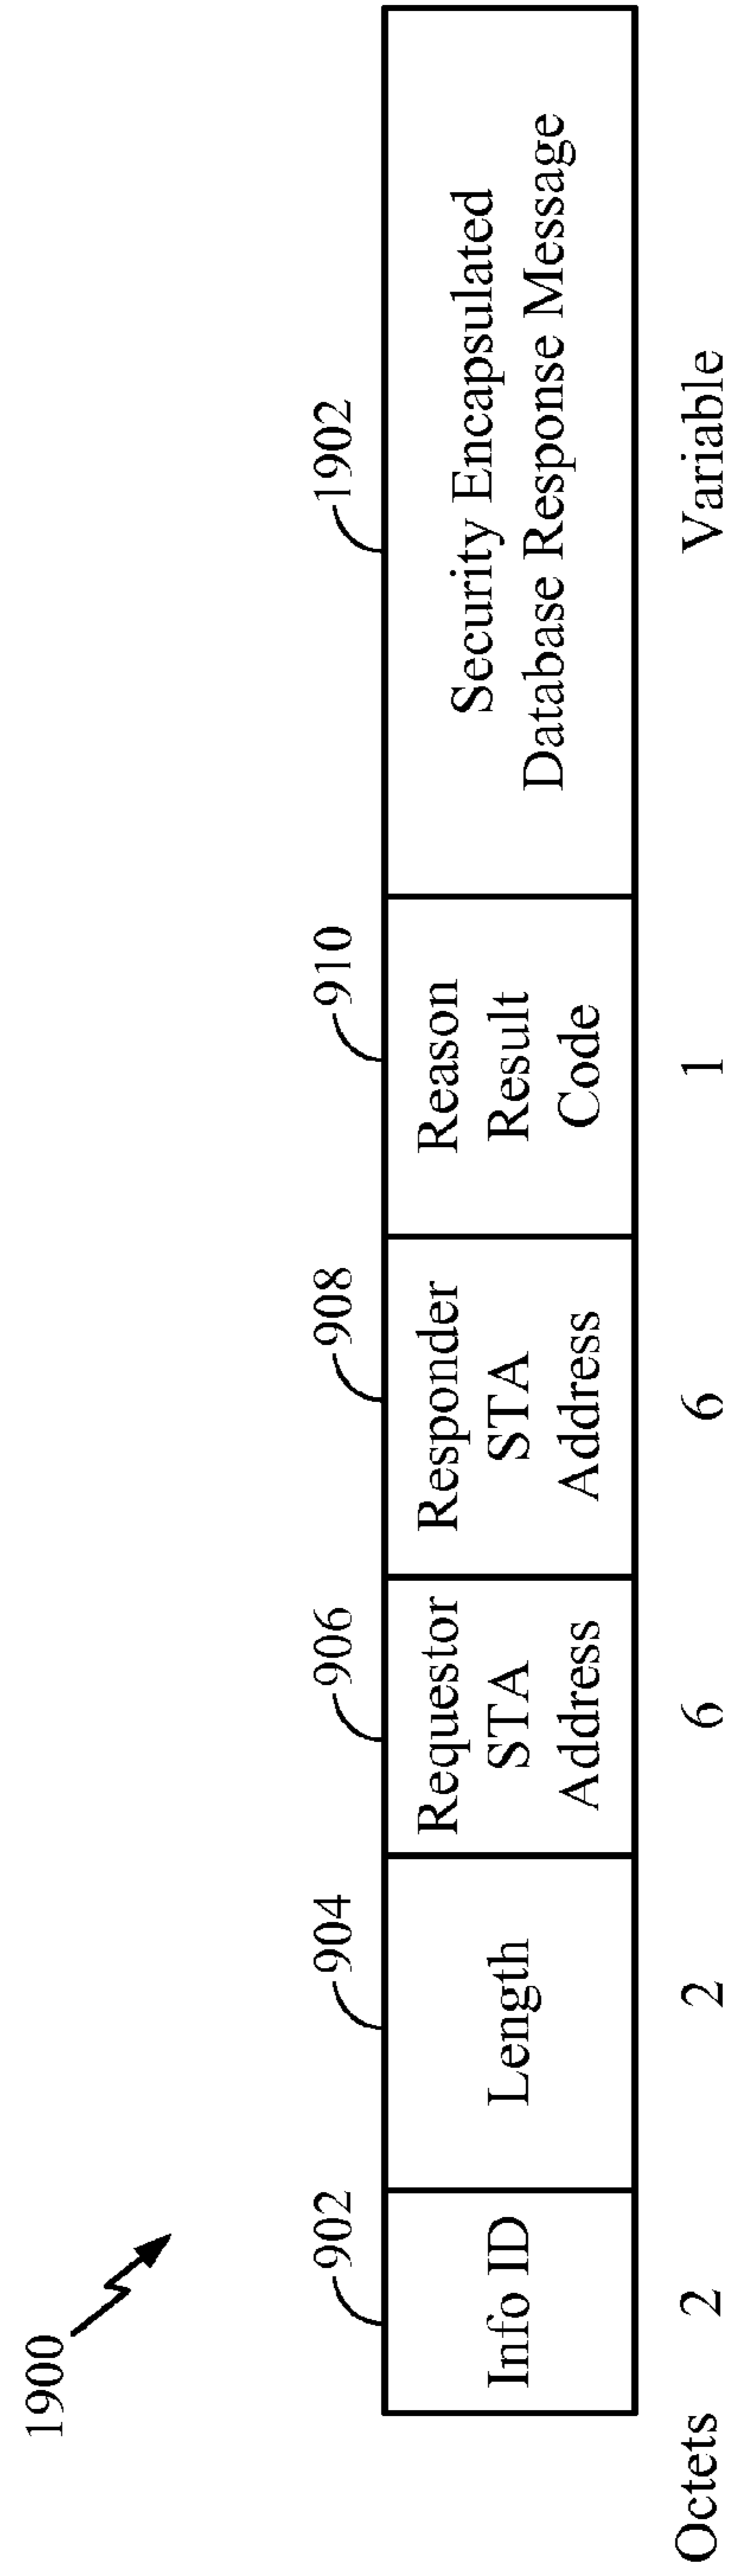 1900
902
904
906
908
910
1902
Info ID
Length
Requestor
STA
Address
Responder
STA
Address
Reason
Result
Code
Security Encapsulated
Database Response Message
Octets
2
2
6
6
1
Variable